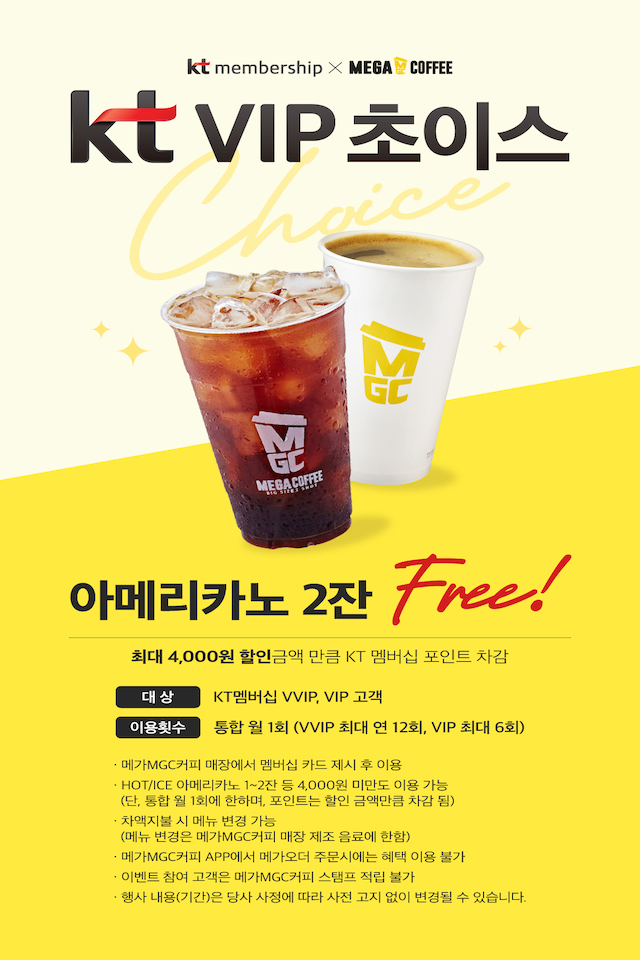 kt membership × MEGA MGC COFFEE
kt VIP 초이스
Choice
MGC
MGC
MEGA COFFEE
BIG SIZE 2 SHOT
아메리카노 2잔 Free!
최대 4,000원 할인금액 만큼 KT 멤버십 포인트 차감
대 상 KT멤버십 VVIP, VIP 고객
이용횟수 통합 월 1회 (VVIP 최대 연 12회, VIP 최대 6회)
· 메가MGC커피 매장에서 멤버십 카드 제시 후 이용
· HOT/ICE 아메리카노 1~2잔 등 4,000원 미만도 이용 가능
(단, 통합 월 1회에 한하며, 포인트는 할인 금액만큼 차감 됨)
· 차액지불 시 메뉴 변경 가능
(메뉴 변경은 메가MGC커피 매장 제조 음료에 한함)
· 메가MGC커피 APP에서 메가오더 주문시에는 혜택 이용 불가
· 이벤트 참여 고객은 메가MGC커피 스탬프 적립 불가
· 행사 내용(기간)은 당사 사정에 따라 사전 고지 없이 변경될 수 있습니다.